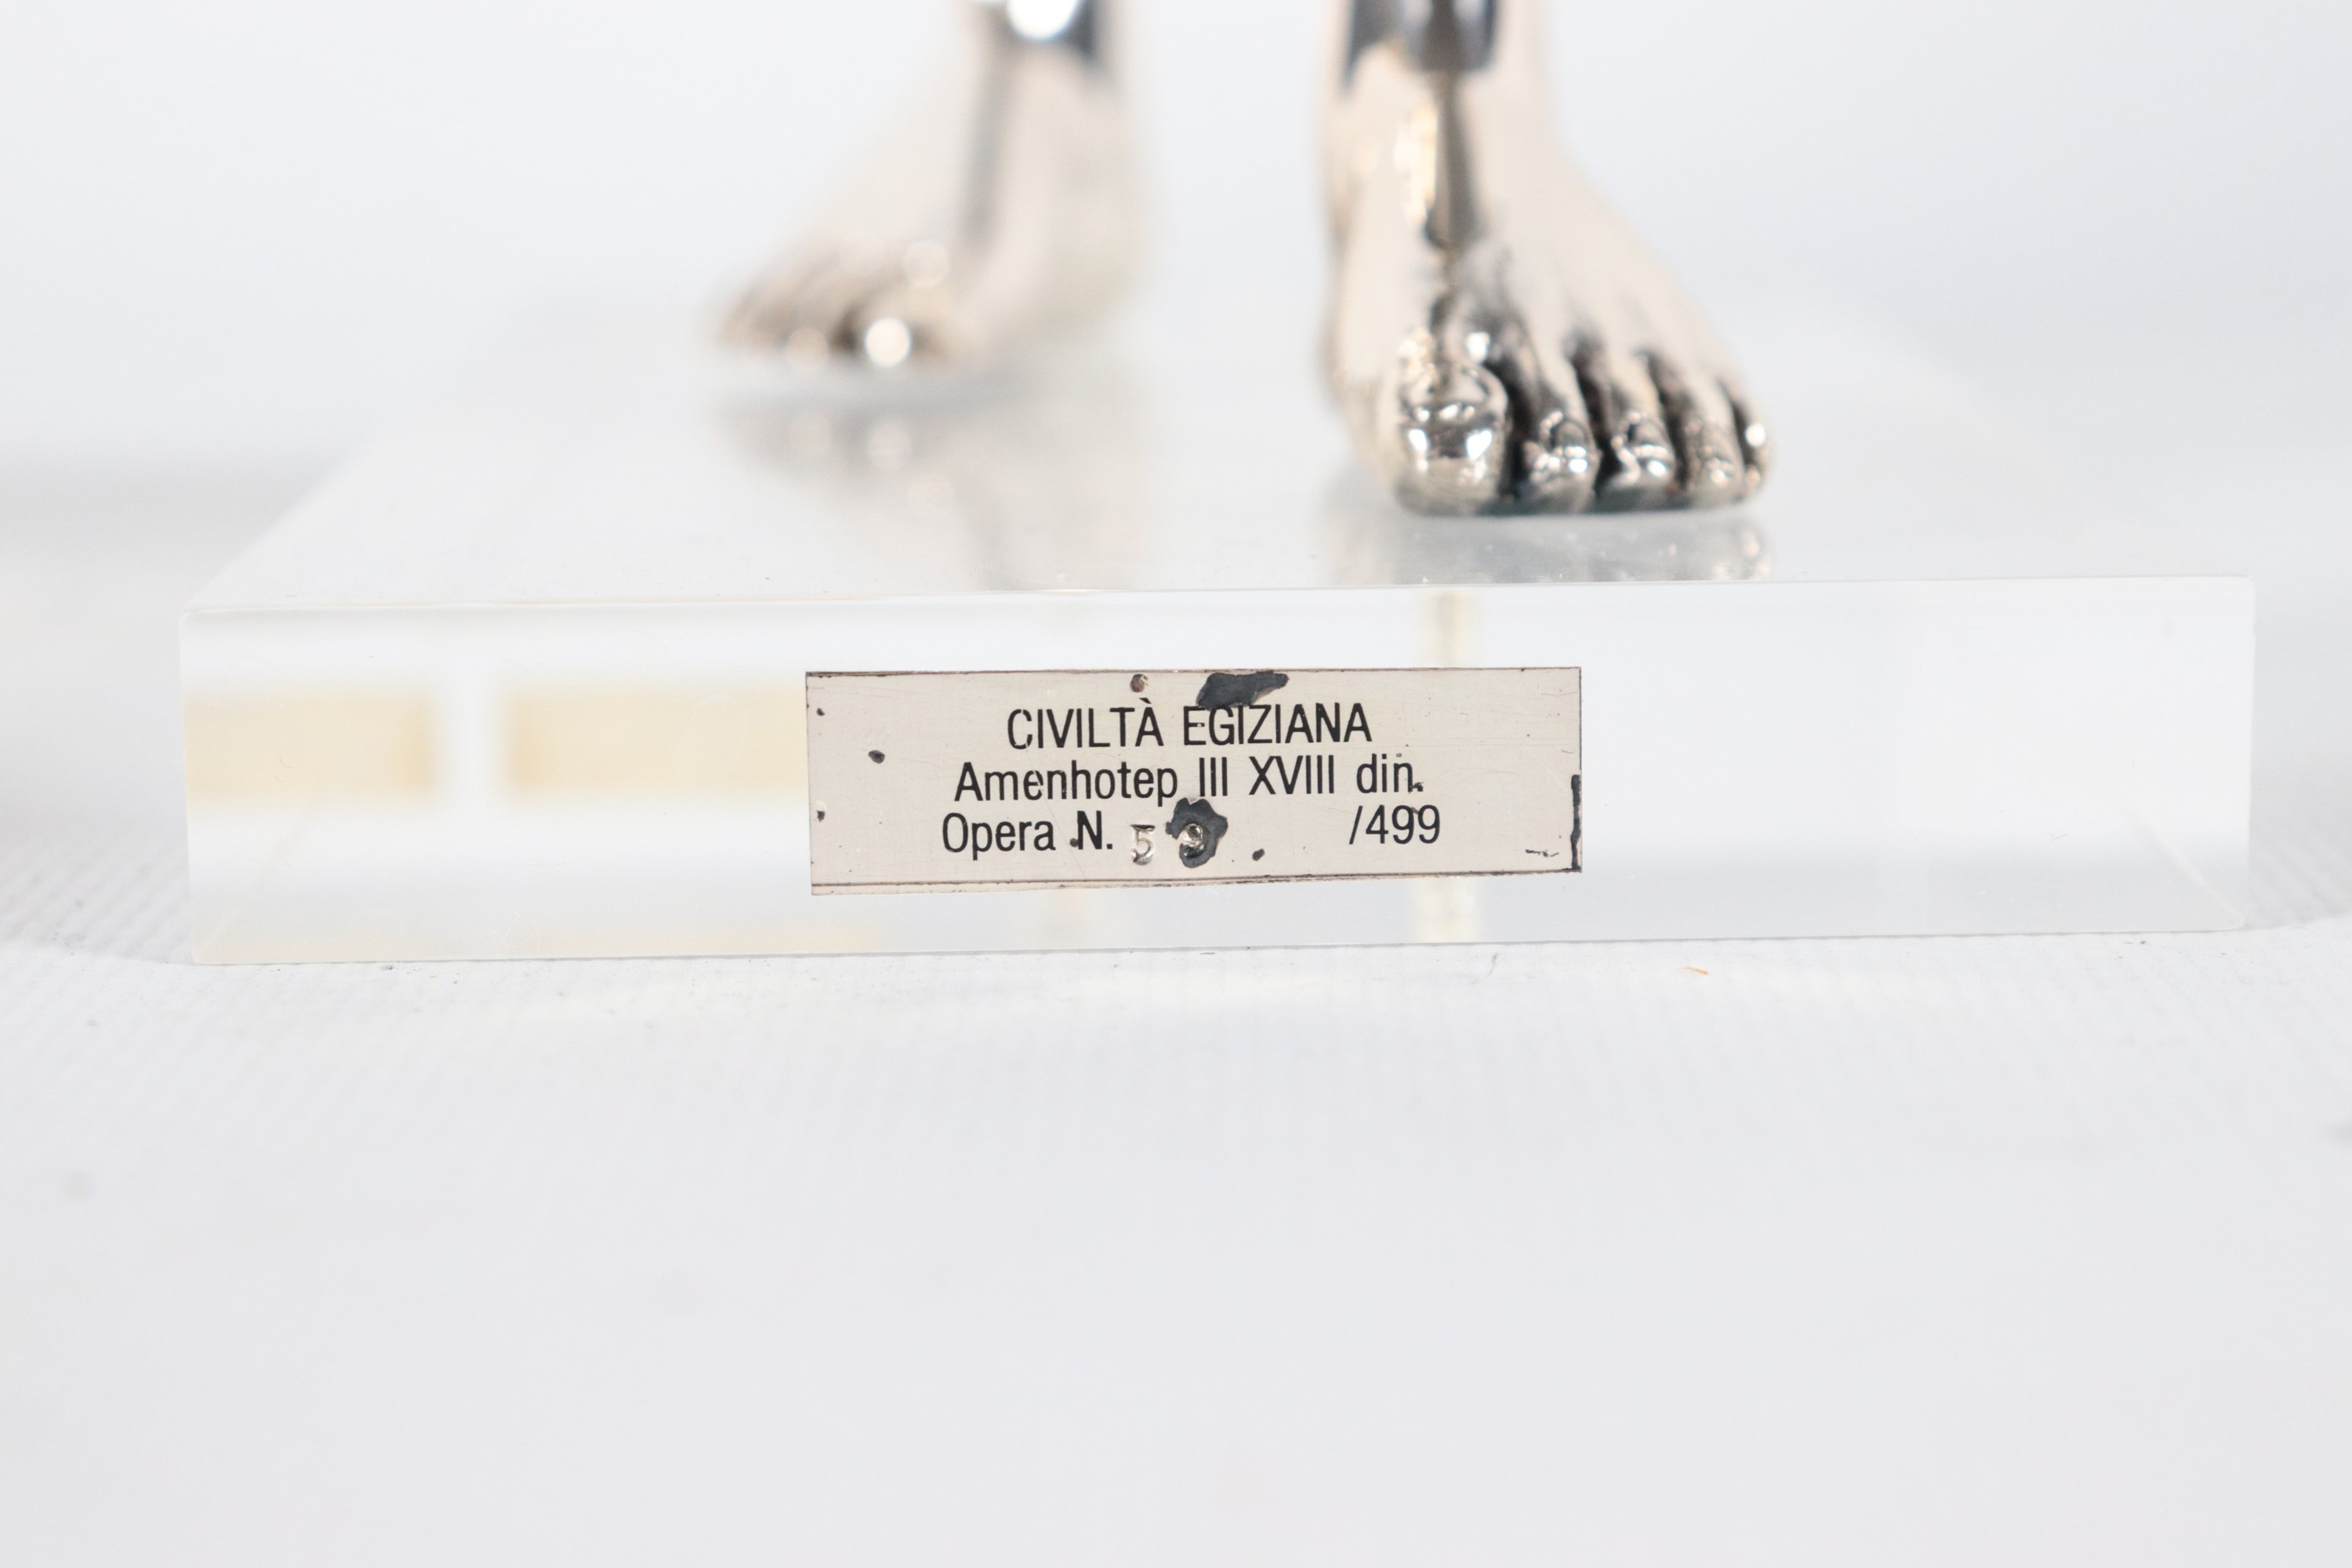 CIVILTÀ EGIZIANA
Amenhotep III XVIII din.
Opera N. 59 /499